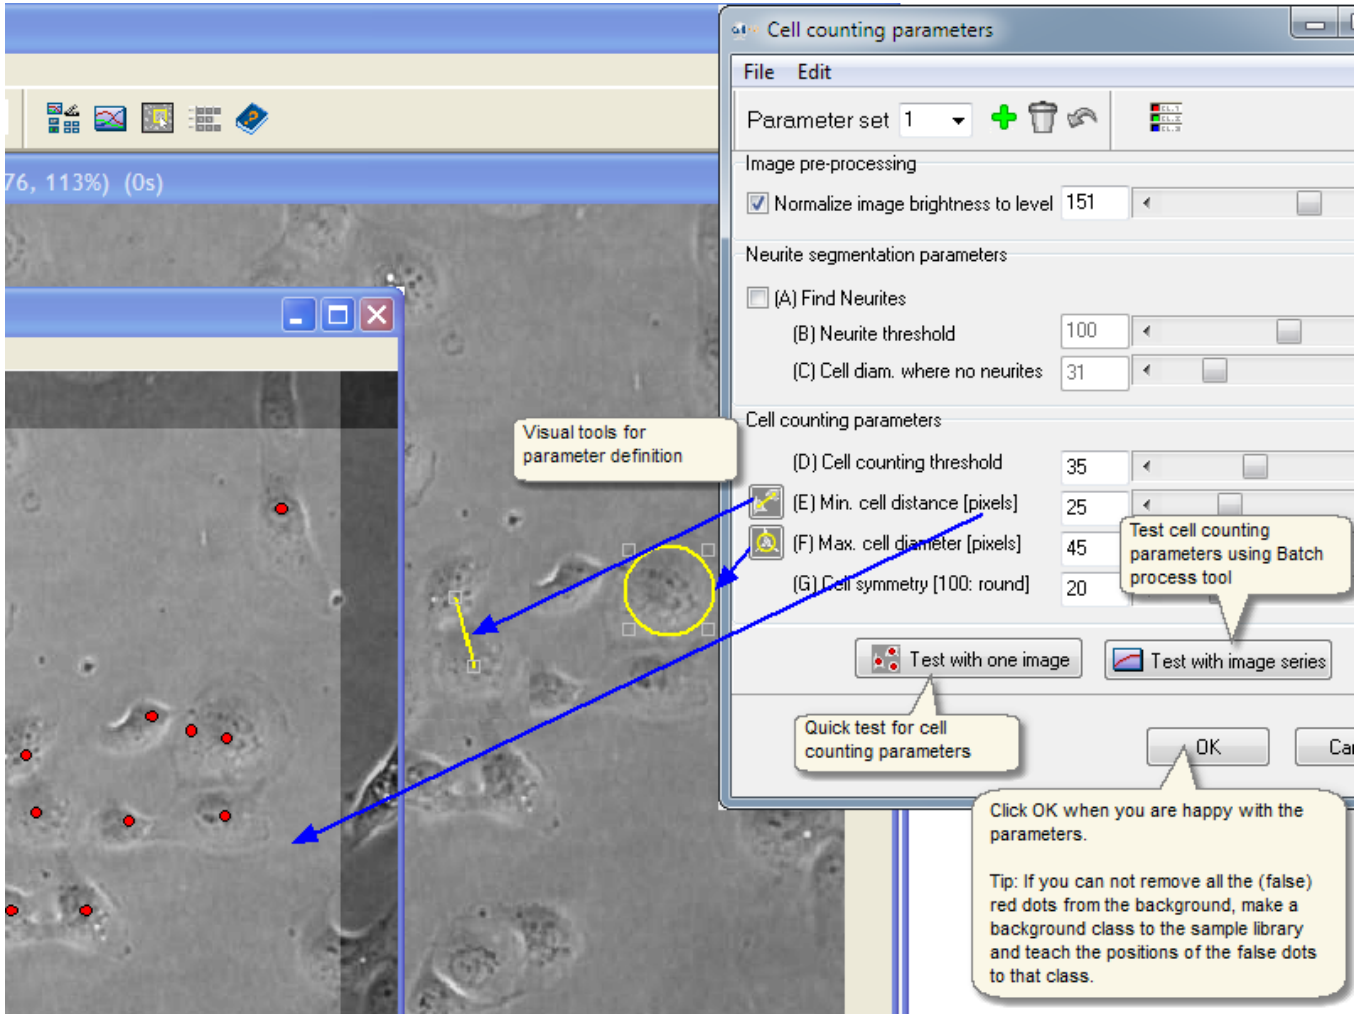 Cell counting parameters
File Edit
Parameter set 1
CL.1
CL.2
CL.3
76, 113%) (0s)
Image pre-processing
Normalize image brightness to level 151
Neurite segmentation parameters
(A) Find Neurites
(B) Neurite threshold 100
(C) Cell diam. where no neurites 31
Cell counting parameters
Visual tools for
parameter definition
(D) Cell counting threshold 35
(E) Min. cell distance [pixels] 25
(F) Max. cell diameter [pixels] 45
(G) Cell symmetry [100: round] 20
Test cell counting
parameters using Batch
process tool
Test with one image
Test with image series
Quick test for cell
counting parameters
OK
Click OK when you are happy with the
parameters.
Tip: If you can not remove all the (false)
red dots from the background, make a
background class to the sample library
and teach the positions of the false dots
to that class.